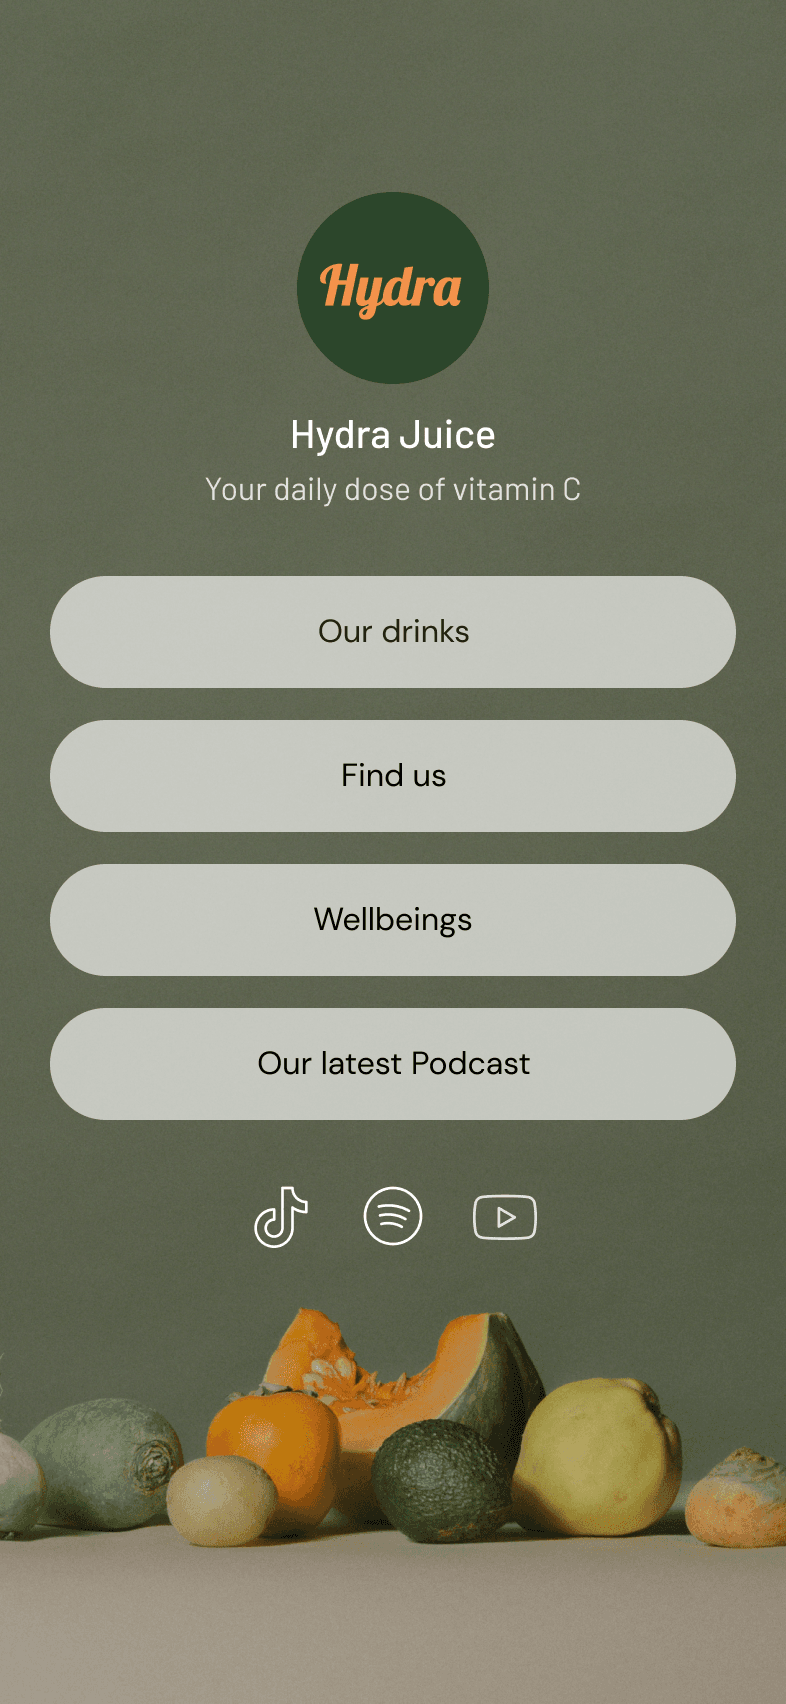 Hydra
Hydra Juice
Your daily dose of vitamin C
Our drinks
Find us
Wellbeings
Our latest Podcast